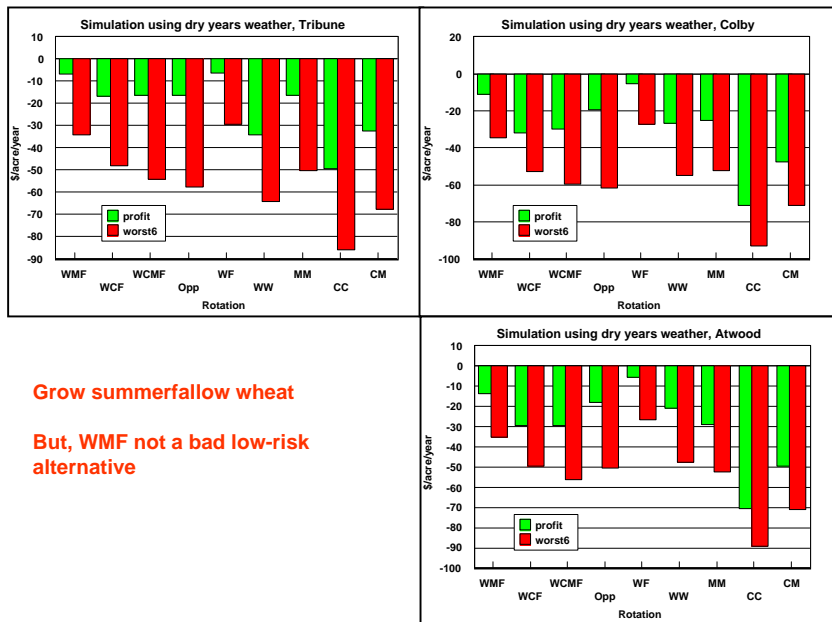 Simulation using dry years weather, Tribune
10
0
-10
-20
-30
-40
-50
-60
-70
-80
-90
$/acre/year
profit
worst6
WMF WCMF WF MM CM
WCF Opp WW CC
Rotation
Simulation using dry years weather, Colby
20
0
-20
-40
-60
-80
-100
$/acre/year
profit
worst6
WMF WCMF WF MM CM
WCF Opp WW CC
Rotation
Grow summerfallow wheat
But, WMF not a bad low-risk
alternative
Simulation using dry years weather, Atwood
10
0
-10
-20
-30
-40
-50
-60
-70
-80
-90
-100
$/acre/year
profit
worst6
WMF WCMF WF MM CM
WCF Opp WW CC
Rotation